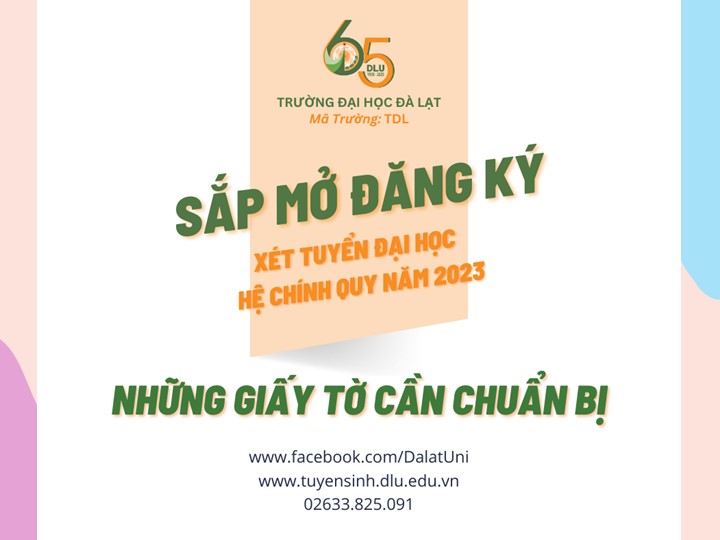 65
DLU
TRƯỜNG ĐẠI HỌC ĐÀ LẠT
Mã Trường: TDL
SẮP MỞ ĐĂNG KÝ
XÉT TUYỂN ĐẠI HỌC
HỆ CHÍNH QUY NĂM 2023
NHỮNG GIẤY TỜ CẦN CHUẨN BỊ
www.facebook.com/DalatUni
www.tuyensinh.dlu.edu.vn
02633.825.091